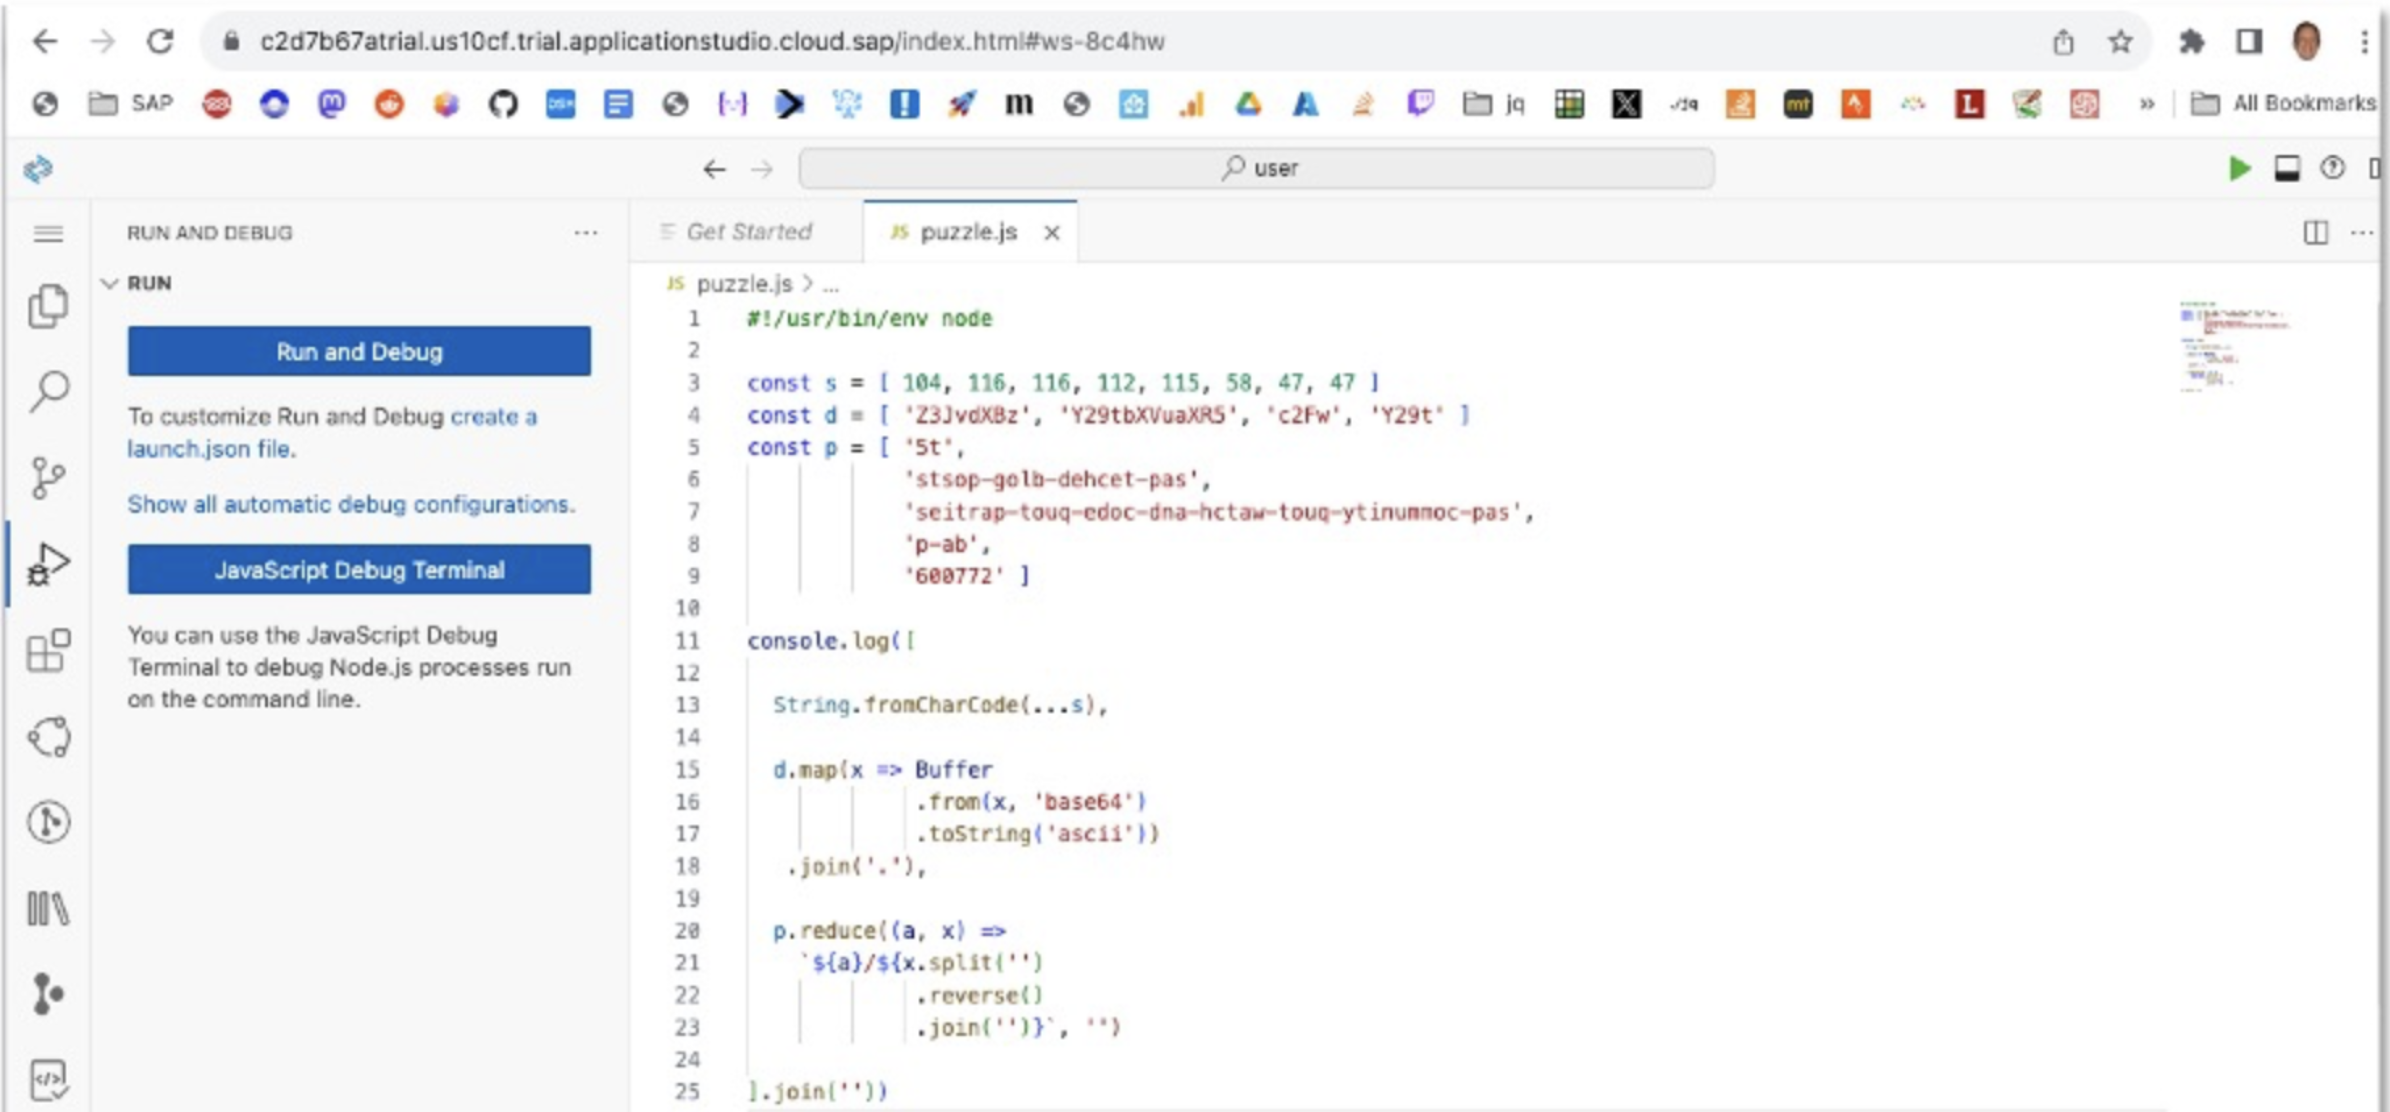 c2d7b67atrial.us10cf.trial.applicationstudio.cloud.sap/index.html#ws-8c4hw
SAP
jq
All Bookmarks
user
RUN AND DEBUG
RUN
Run and Debug
To customize Run and Debug create a
launch.json file.
Show all automatic debug configurations.
JavaScript Debug Terminal
You can use the JavaScript Debug
Terminal to debug Node.js processes run
on the command line.
Get Started
JS puzzle.js
JS puzzle.js > ...
1 #!/usr/bin/env node
2
3 const s = [ 104, 116, 116, 112, 115, 58, 47, 47 ]
4 const d = [ 'Z3JvdXBz', 'Y29tbXVuaXR5', 'c2Fw', 'Y29t' ]
5 const p = [ '5t',
6 'stsop-golb-dehcet-pas',
7 'seitrap-touq-edoc-dna-hctaw-touq-ytinummoc-pas',
8 'p-ab',
9 '600772' ]
10
11 console.log([
12
13 String.fromCharCode(...s),
14
15 d.map(x => Buffer
16 .from(x, 'base64')
17 .toString('ascii'))
18 .join('.'),
19
20 p.reduce((a, x) =>
21 `${a}/${x.split('')
22 .reverse()
23 .join('')}`, '')
24
25 ].join(''))